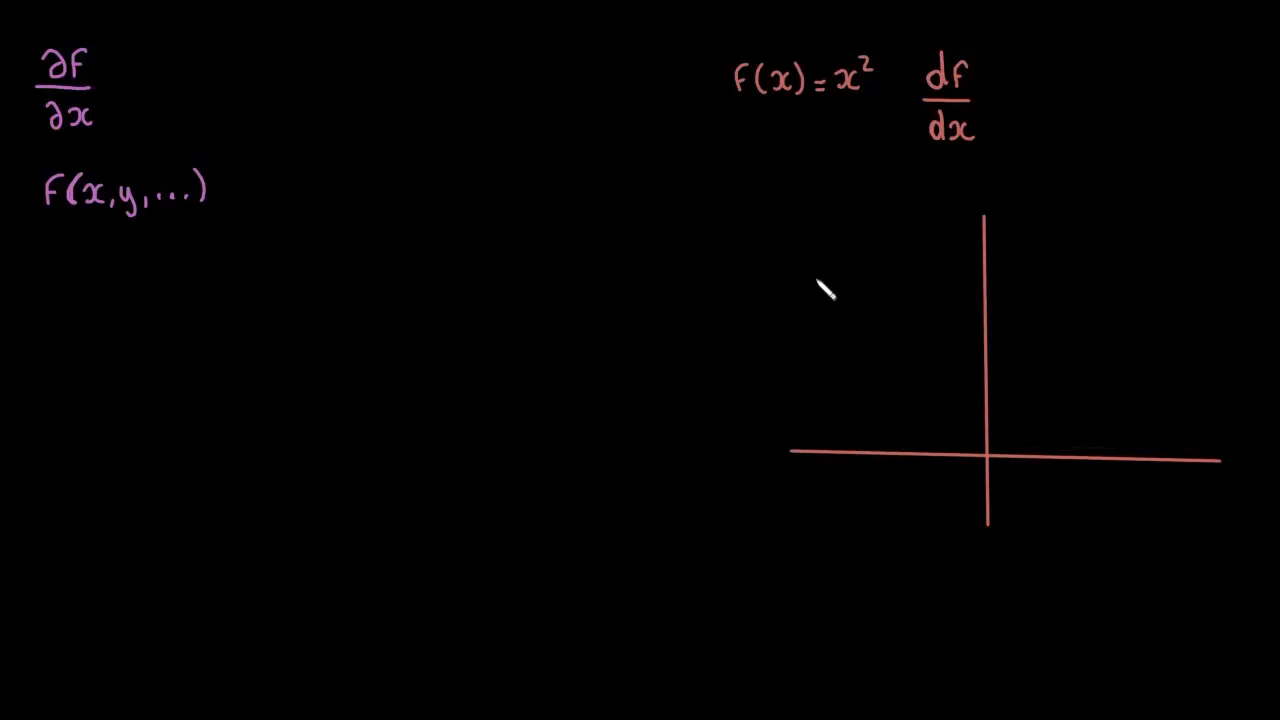 ∂f
∂x
f(x,y,...)
f(x)=x² df
dx